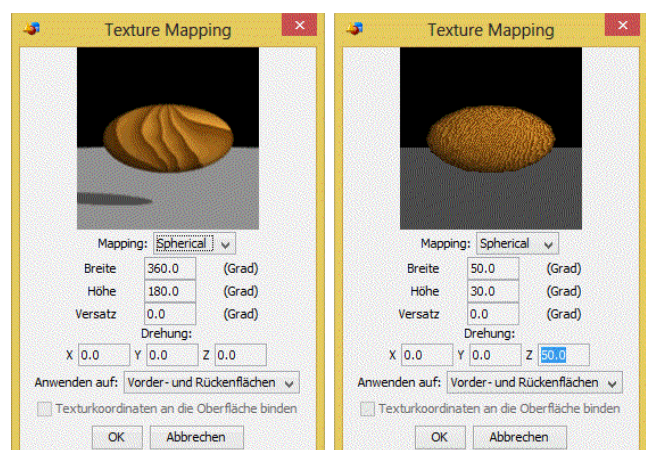 Texture Mapping
Mapping: Spherical
Breite 360.0 (Grad)
Höhe 180.0 (Grad)
Versatz 0.0 (Grad)
Drehung:
X 0.0 Y 0.0 Z 0.0
Anwenden auf: Vorder- und Rückenflächen
Texturkoordinaten an die Oberfläche binden
OK Abbrechen
Texture Mapping
Mapping: Spherical
Breite 50.0 (Grad)
Höhe 30.0 (Grad)
Versatz 0.0 (Grad)
Drehung:
X 0.0 Y 0.0 Z 50.0
Anwenden auf: Vorder- und Rückenflächen
Texturkoordinaten an die Oberfläche binden
OK Abbrechen